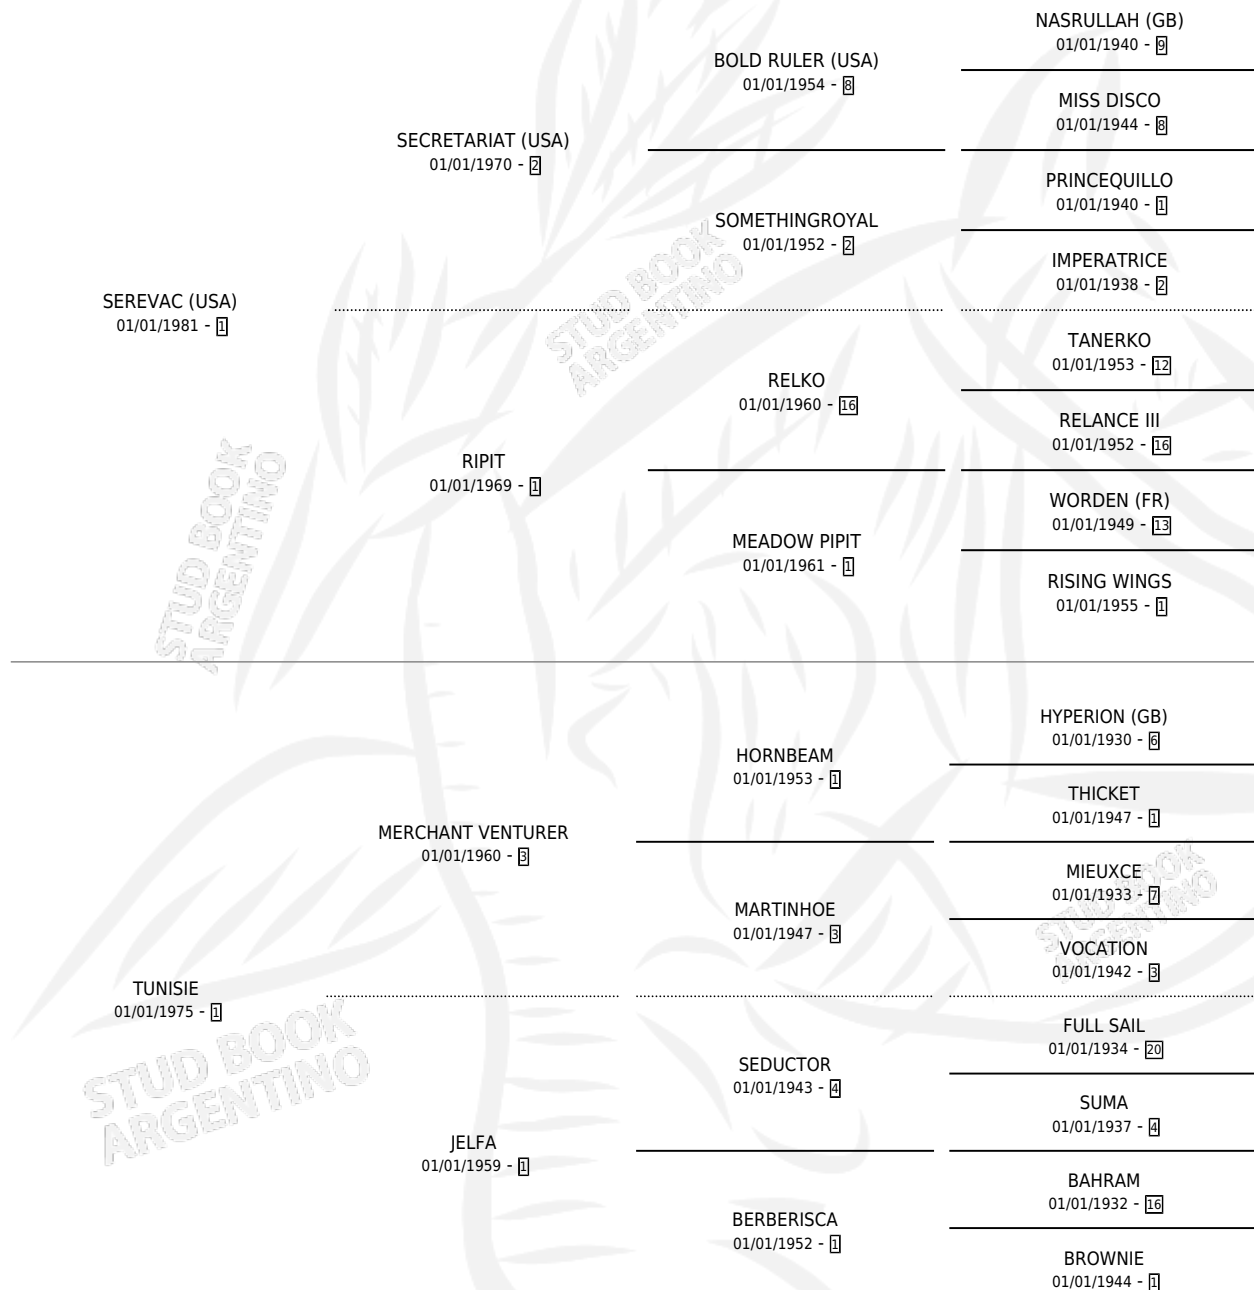 NASRULLAH (GB)
01/01/1940 - 9
BOLD RULER (USA)
01/01/1954 - 8
MISS DISCO
01/01/1944 - 8
SECRETARIAT (USA)
01/01/1970 - 2
PRINCEQUILLO
01/01/1940 - 1
SOMETHINGROYAL
01/01/1952 - 2
IMPERATRICE
01/01/1938 - 2
SEREVAC (USA)
01/01/1981 - 1
TANERKO
01/01/1953 - 12
RELKO
01/01/1960 - 16
RELANCE III
01/01/1952 - 16
RIPIT
01/01/1969 - 1
WORDEN (FR)
01/01/1949 - 13
MEADOW PIPIT
01/01/1961 - 1
RISING WINGS
01/01/1955 - 1
STUD BOOK
ARGENTINO
STUD BOOK
ARGENTINO
HYPERION (GB)
01/01/1930 - 6
HORNBEAM
01/01/1953 - 1
THICKET
01/01/1947 - 1
MERCHANT VENTURER
01/01/1960 - 3
MIEUXCE
01/01/1933 - 7
MARTINHOE
01/01/1947 - 3
VOCATION
01/01/1942 - 3
STUD BOOK
ARGENTINO
TUNISIE
01/01/1975 - 1
FULL SAIL
01/01/1934 - 20
SEDUCTOR
01/01/1943 - 4
SUMA
01/01/1937 - 4
JELFA
01/01/1959 - 1
BAHRAM
01/01/1932 - 16
BERBERISCA
01/01/1952 - 1
BROWNIE
01/01/1944 - 1
STUD BOOK
ARGENTINO